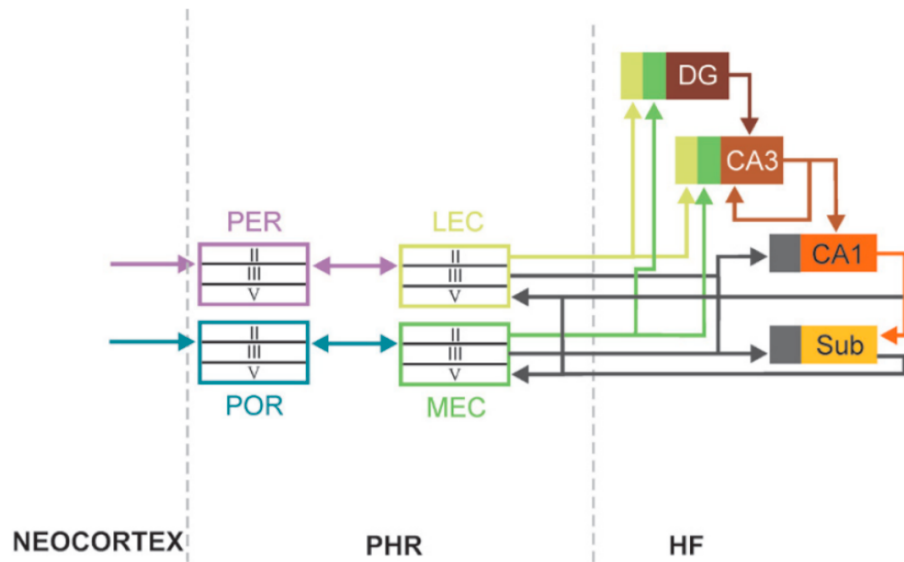 DG
CA3
PER
LEC
II
III
V
II
III
V
CA1
II
III
V
II
III
V
Sub
POR
MEC
NEOCORTEX
PHR
HF